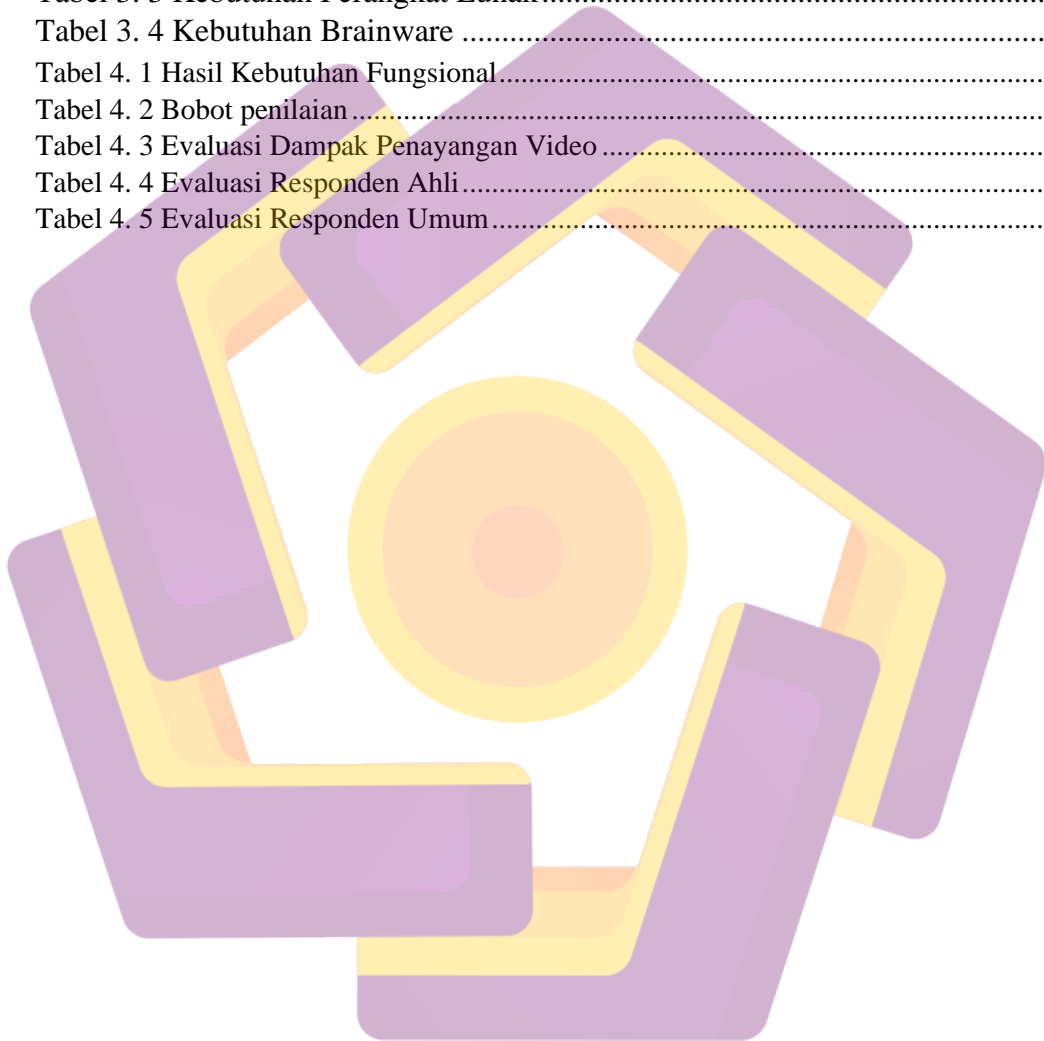 Tabel 3. 4 Kebutuhan Brainware ..........................................................................
Tabel 4. 1 Hasil Kebutuhan Fungsional..........................................................................
Tabel 4. 2 Bobot penilaian..........................................................................................
Tabel 4. 3 Evaluasi Dampak Penayangan Video ............................................................
Tabel 4. 4 Evaluasi Responden Ahli..............................................................................
Tabel 4. 5 Evaluasi Responden Umum..........................................................................